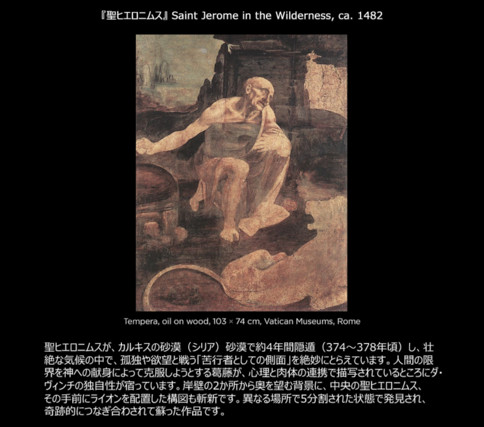 『聖ヒエロニムス』 Saint Jerome in the Wilderness, ca. 1482
Tempera, oil on wood, 103 × 74 cm, Vatican Museums, Rome
聖ヒエロニムスが、カルキスの砂漠（シリア）砂漠で約4年間隠遁（374～378年頃）し、壮
絶な気候の中で、孤独や欲望と戦う「苦行者としての側面」を絶妙にとらえています。人間の限
界を神への献身によって克服しようとする葛藤が、心理と肉体の連携で描写されているところにダ・
ヴィンチの独自性が宿っています。岸壁の2か所から奥を望む背景に、中央の聖ヒエロニムス、
その手前にライオンを配置した構図も斬新です。異なる場所で5分割された状態で発見され、
奇跡的につなぎ合わされて蘇った作品です。